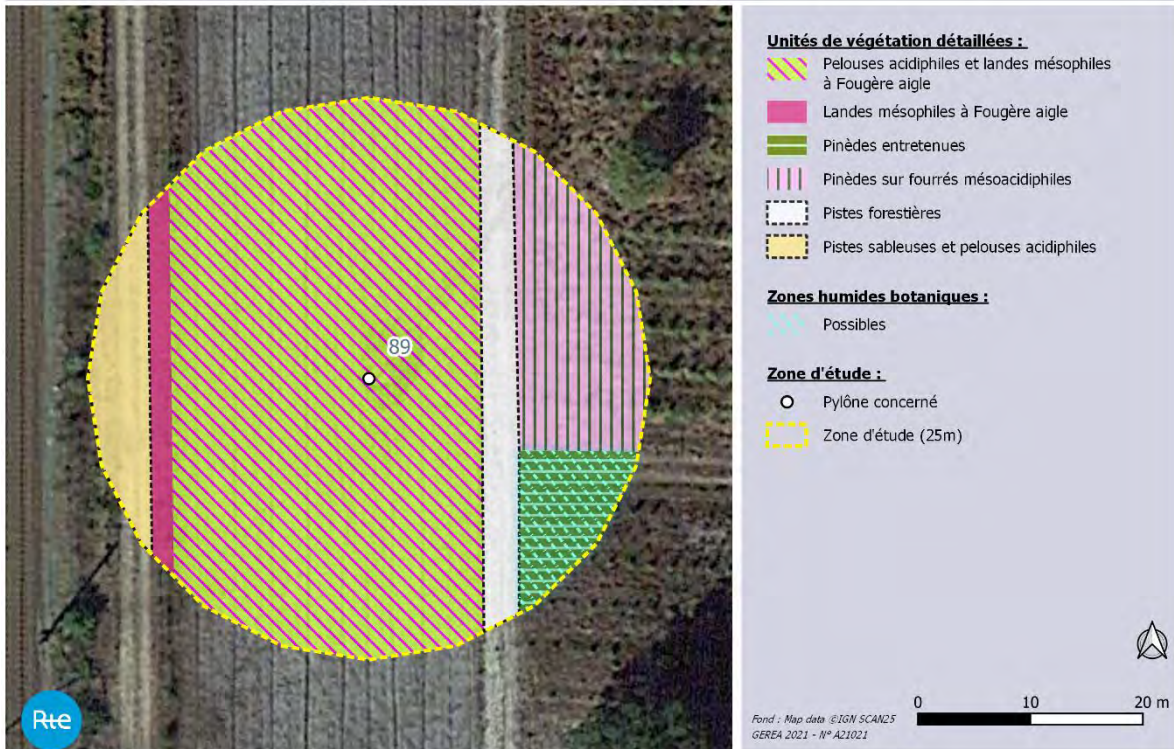 89
Rte
Unités de végétation détaillées :
Pelouses acidiphiles et landes mésophiles
à Fougère aigle
Landes mésophiles à Fougère aigle
Pinèdes entretenues
Pinèdes sur fourrés mésoacidiphiles
Pistes forestières
Pistes sableuses et pelouses acidiphiles
Zones humides botaniques :
Possibles
Zone d'étude :
Pylône concerné
Zone d'étude (25m)
0 10 20 m
Fond : Map data ©IGN SCAN25
GEREA 2021 - N° A21021